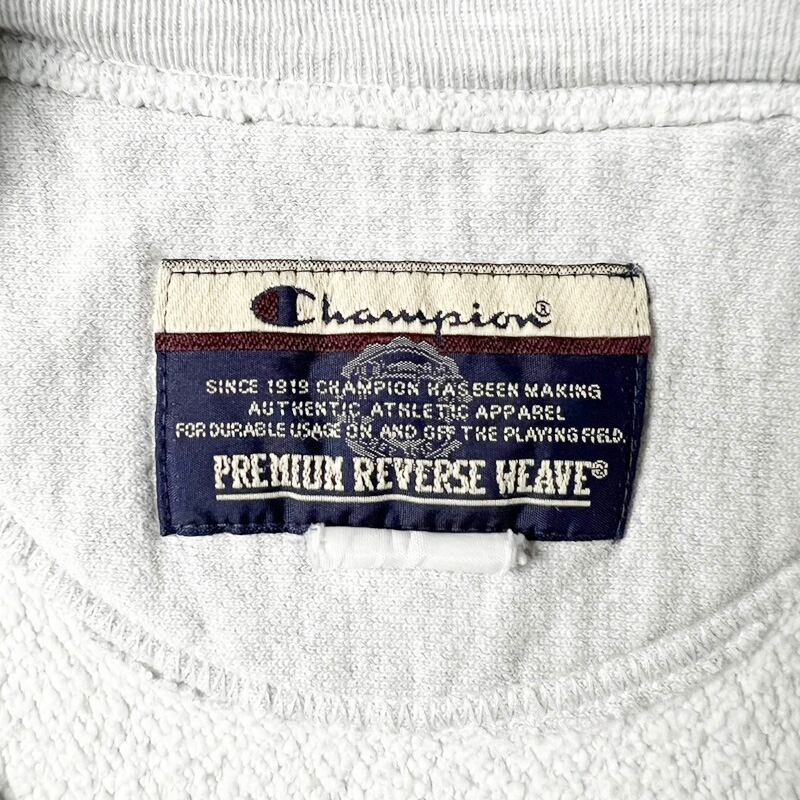 Champion®
SINCE 1919 CHAMPION HAS BEEN MAKING
AUTHENTIC ATHLETIC APPAREL
FOR DURABLE USAGE ON AND OFF THE PLAYING FIELD.
PREMIUM REVERSE WEAVE®